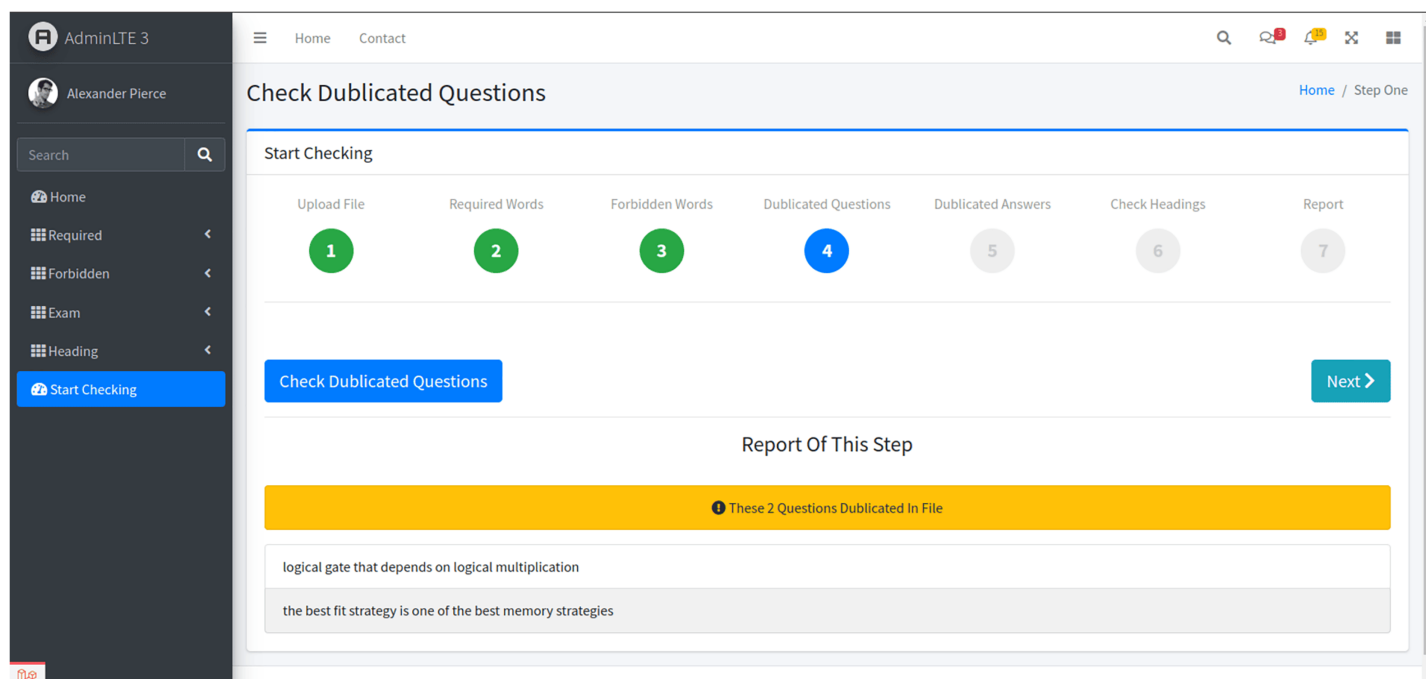 AdminLTE 3
Home Contact
3
15
Alexander Pierce
Check Dublicated Questions
Home / Step One
Search
Start Checking
Home
Required
Forbidden
Exam
Heading
Start Checking
Upload File Required Words Forbidden Words Dublicated Questions Dublicated Answers Check Headings Report
1 2 3 4 5 6 7
Check Dublicated Questions
Next
Report Of This Step
These 2 Questions Dublicated In File
logical gate that depends on logical multiplication
the best fit strategy is one of the best memory strategies